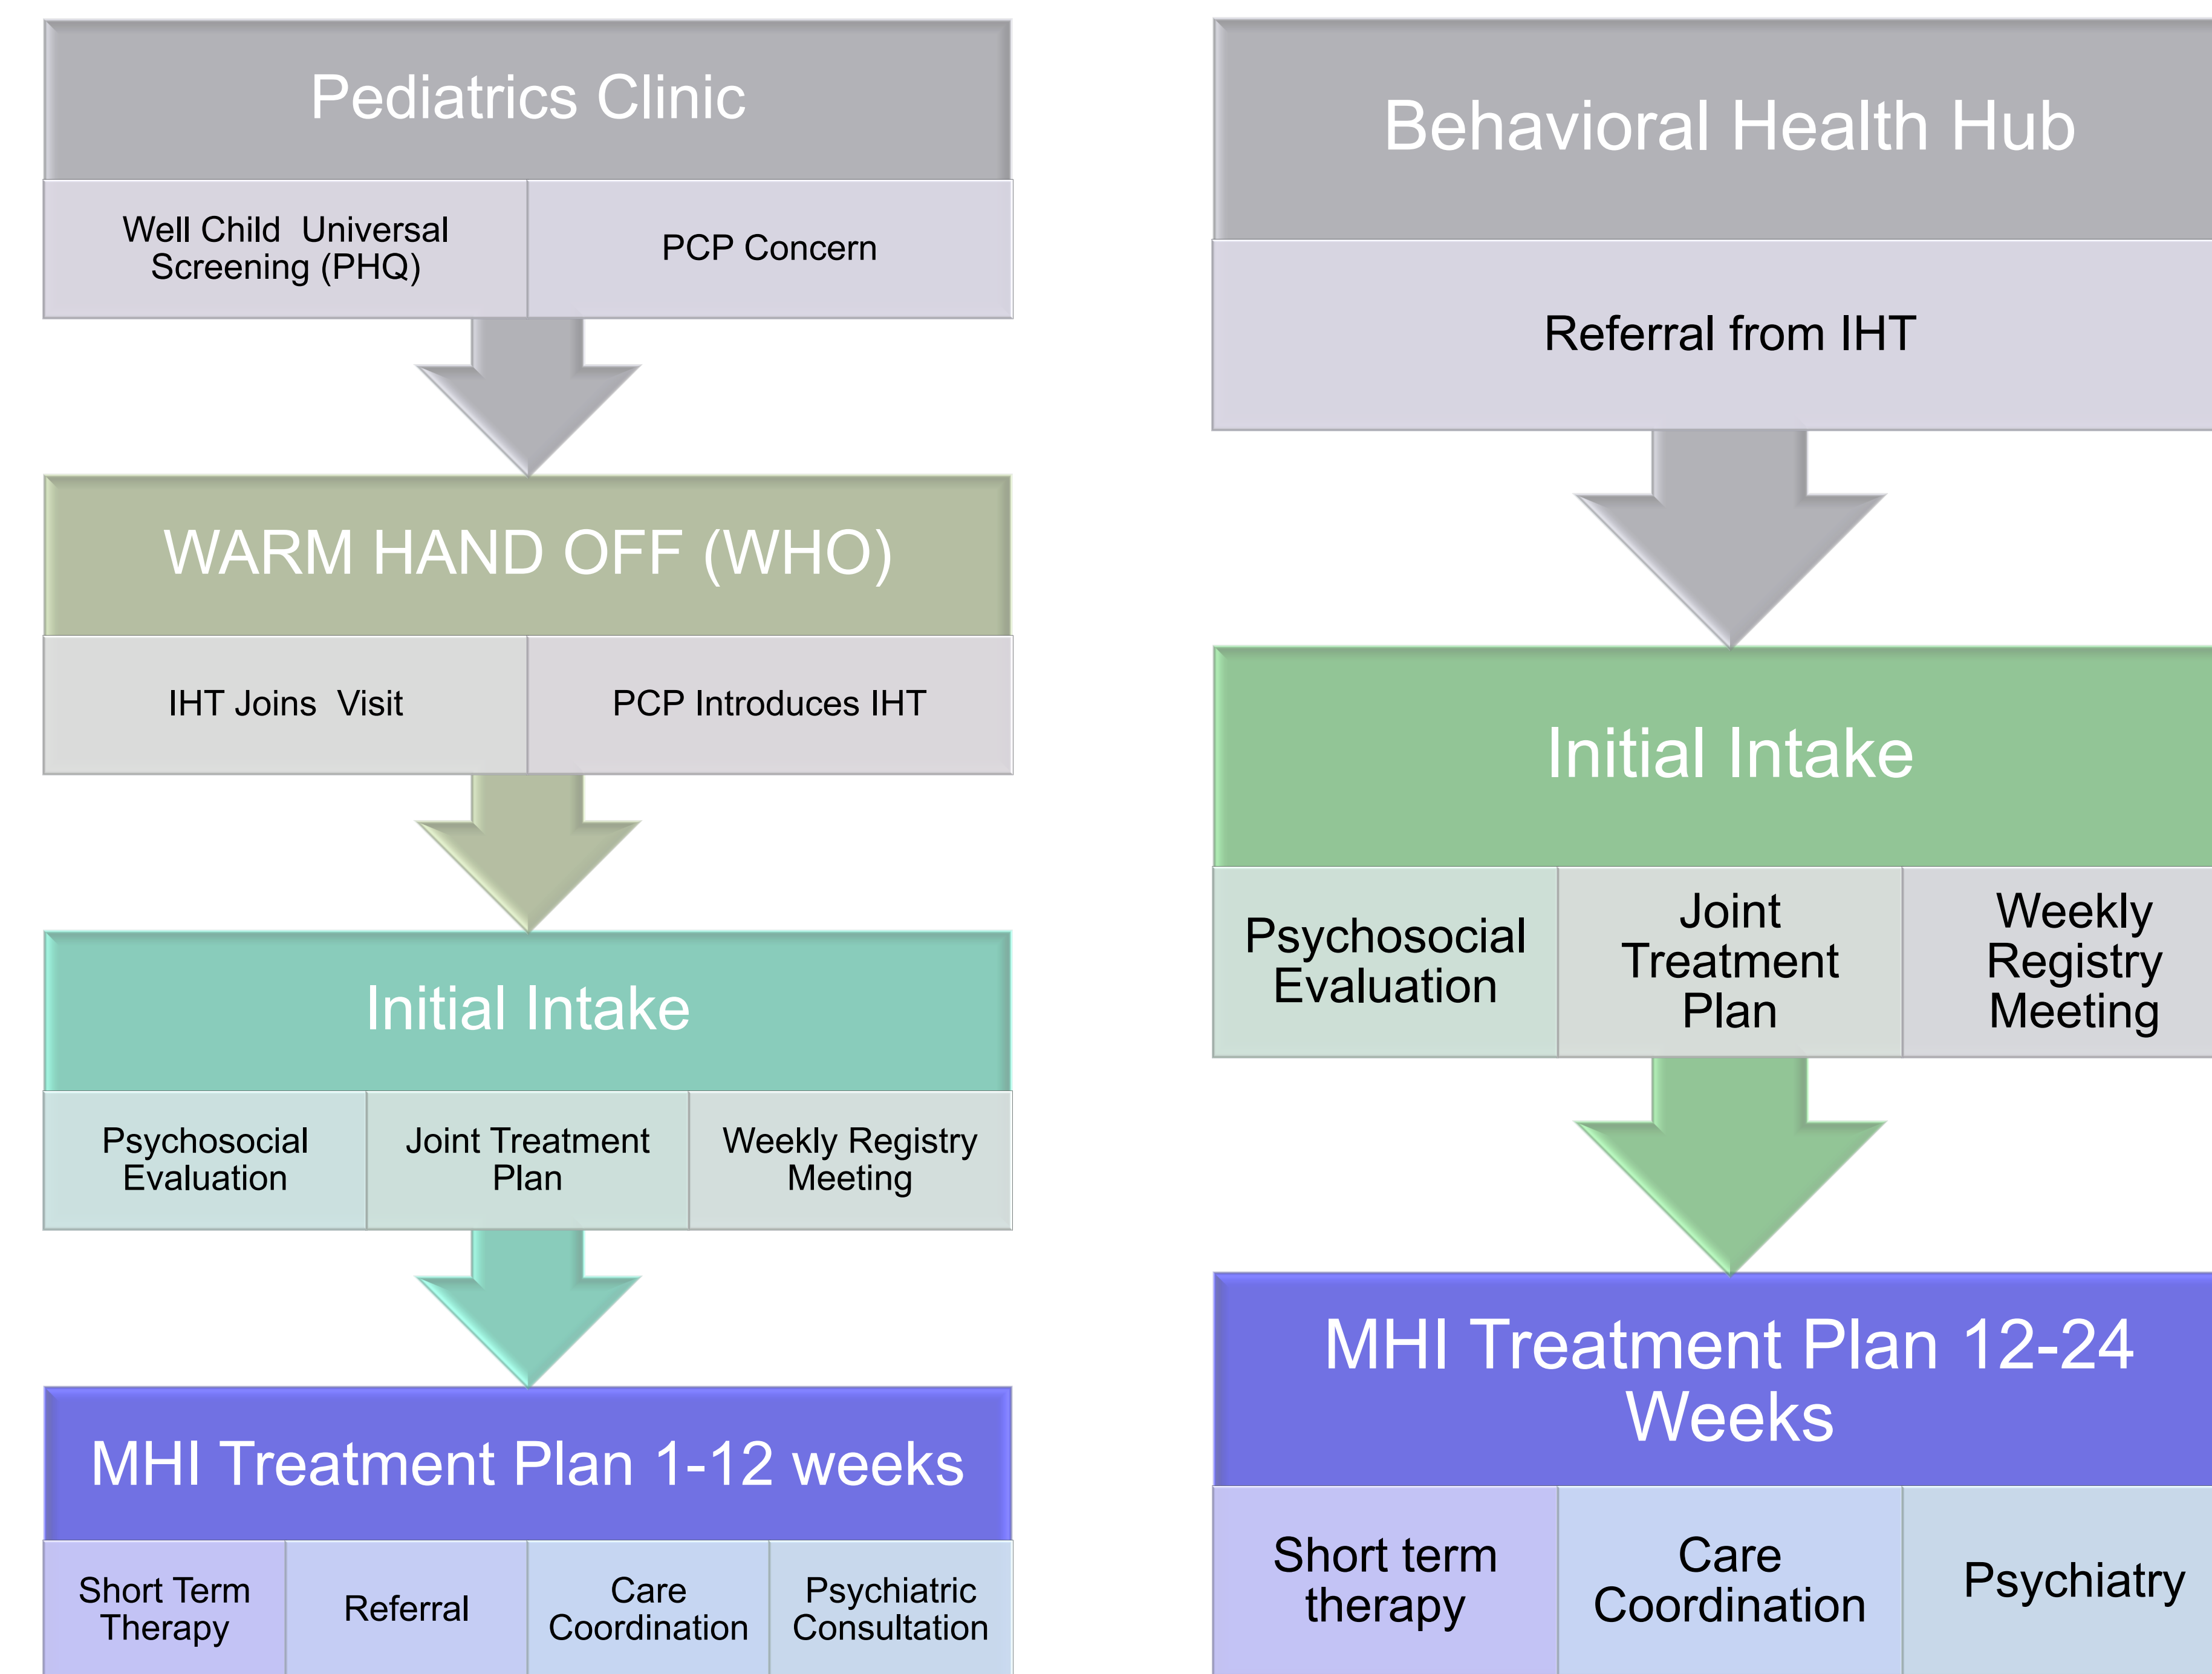 Pediatrics Clinic
Well Child  Universal
Screening (PHQ)
PCP Concern
WARM HAND OFF (WHO)
IHT Joins  Visit
PCP Introduces IHT
Initial Intake
Psychosocial
Evaluation
Joint Treatment
Plan
Weekly Registry
Meeting
MHI Treatment Plan 1-12 weeks
Short Term
Therapy
Referral
Care
Coordination
Psychiatric
Consultation
Behavioral Health Hub
Referral from IHT
Initial Intake
Psychosocial
Evaluation
Joint
Treatment
Plan
Weekly
Registry
Meeting
MHI Treatment Plan 12-24
Weeks
Short term
therapy
Care
Coordination
Psychiatry